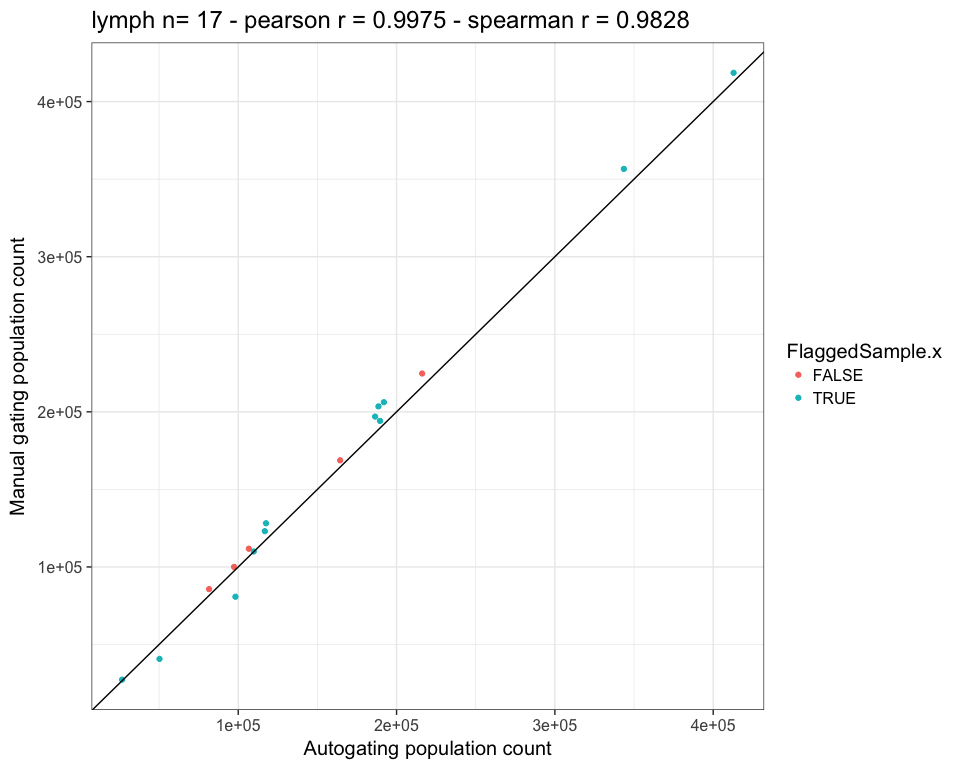 lymph n= 17 - pearson r = 0.9975 - spearman r = 0.9828
Manual gating population count
4e+05
3e+05
2e+05
1e+05
1e+05 2e+05 3e+05 4e+05
Autogating population count
FlaggedSample.x
FALSE
TRUE